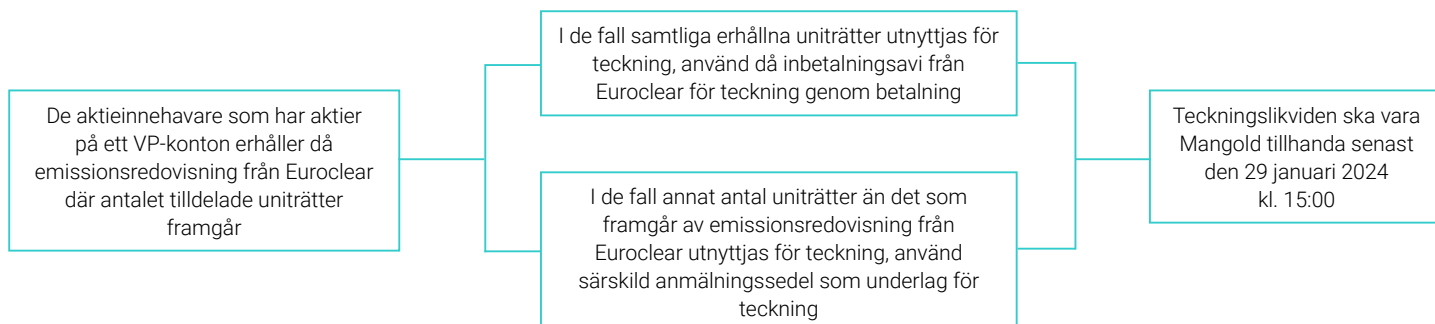 De aktieinnehavare som har aktier
på ett VP-konton erhåller då
emissionsredovisning från Euroclear
där antalet tilldelade uniträtter
framgår
I de fall samtliga erhållna uniträtter utnyttjas för
teckning, använd då inbetalningsavi från
Euroclear för teckning genom betalning
I de fall annat antal uniträtter än det som
framgår av emissionsredovisning från
Euroclear utnyttjas för teckning, använd
särskild anmälningssedel som underlag för
teckning
Teckningslikviden ska vara
Mangold tillhanda senast
den 29 januari 2024
kl. 15:00